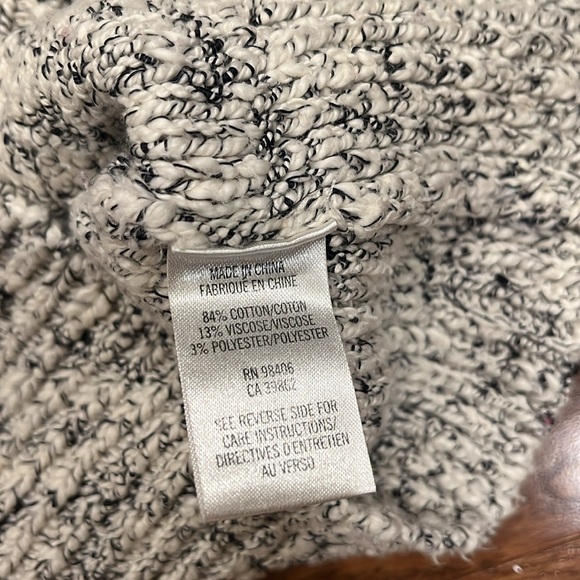 MADE IN CHINA
FABRIQUE EN CHINE
84% COTTON/COTON
13% VISCOSE/VISCOSE
3% POLYESTER/POLYESTER
RN 98406
CA 39862
SEE REVERSE SIDE FOR
CARE INSTRUCTIONS/
DIRECTIVES D'ENTRETIEN
AU VERSO